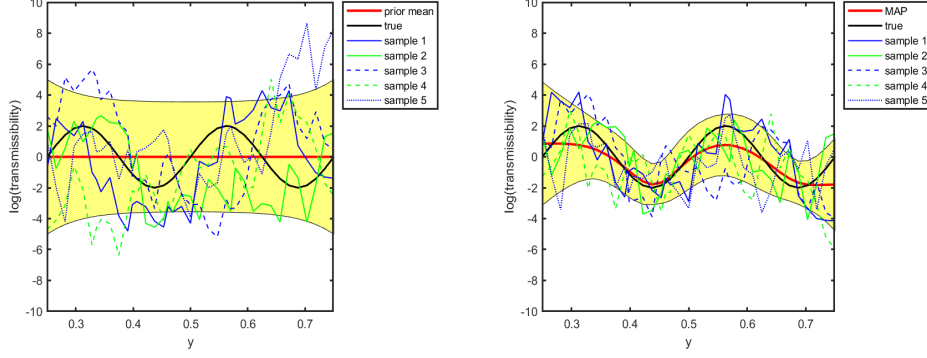 10
8
6
4
2
0
-2
-4
-6
-8
-10
log(transmissibility)
0.3
0.4
0.5
0.6
0.7
y
prior mean
true
sample 1
sample 2
sample 3
sample 4
sample 5
10
8
6
4
2
0
-2
-4
-6
-8
-10
log(transmissibility)
0.3
0.4
0.5
0.6
0.7
y
MAP
true
sample 1
sample 2
sample 3
sample 4
sample 5